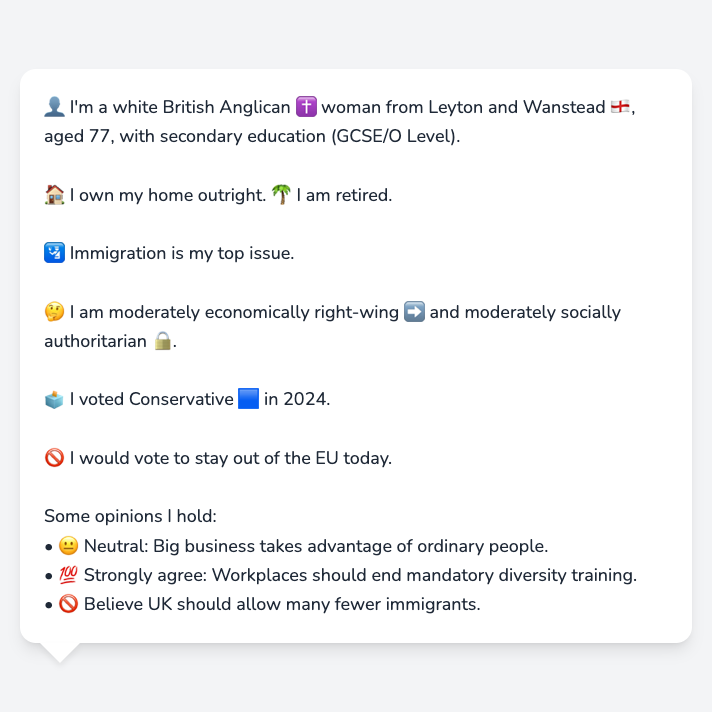 👤 I'm a white British Anglican ✝️ woman from Leyton and Wanstead 🏴󠁧󠁢󠁥󠁮󠁧󠁿,
aged 77, with secondary education (GCSE/O Level).
🏠 I own my home outright. 🌴 I am retired.
🛂 Immigration is my top issue.
🤔 I am moderately economically right-wing ➡️ and moderately socially
authoritarian 🔒.
🗳️ I voted Conservative 🟦 in 2024.
🚫 I would vote to stay out of the EU today.
Some opinions I hold:
• 😐 Neutral: Big business takes advantage of ordinary people.
• 💯 Strongly agree: Workplaces should end mandatory diversity training.
• 🚫 Believe UK should allow many fewer immigrants.